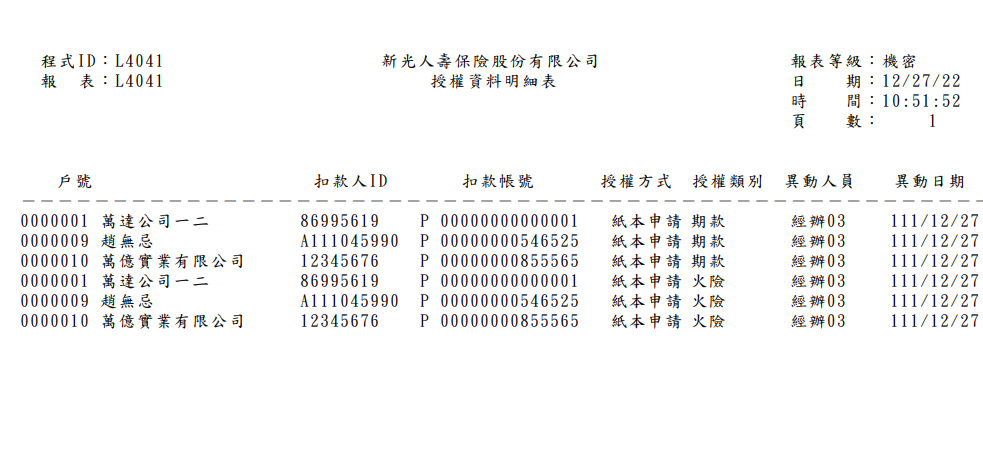 程式ID：L4041 新光人壽保險股份有限公司 報表等級：機密
報　表：L4041 授權資料明細表 日　期：12/27/22
時　間：10:51:52
頁　數：　　1
戶號 扣款人ID 扣款帳號 授權方式 授權類別 異動人員 異動日期
0000001 萬達公司一二 86995619 P 00000000000001 紙本申請 期款 經辦03 111/12/27
0000009 趙無忌 A111045990 P 00000000546525 紙本申請 期款 經辦03 111/12/27
0000010 萬億實業有限公司 12345676 P 00000000855565 紙本申請 期款 經辦03 111/12/27
0000001 萬達公司一二 86995619 P 00000000000001 紙本申請 火險 經辦03 111/12/27
0000009 趙無忌 A111045990 P 00000000546525 紙本申請 火險 經辦03 111/12/27
0000010 萬億實業有限公司 12345676 P 00000000855565 紙本申請 火險 經辦03 111/12/27